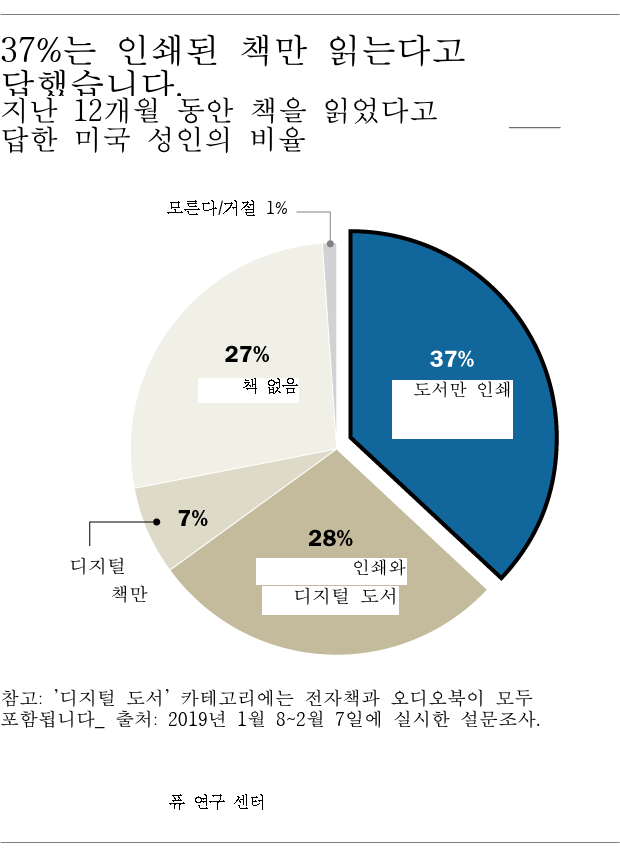 37%는 인쇄된 책만 읽는다고
답했습니다.
지난 12개월 동안 책을 읽었다고
답한 미국 성인의 비율
모른다/거절 1%
27%
책 없음
37%
도서만 인쇄
7%
디지털
책만
28%
인쇄와
디지털 도서
참고: '디지털 도서' 카테고리에는 전자책과 오디오북이 모두
포함됩니다_ 출처: 2019년 1월 8~2월 7일에 실시한 설문조사.
퓨 연구 센터